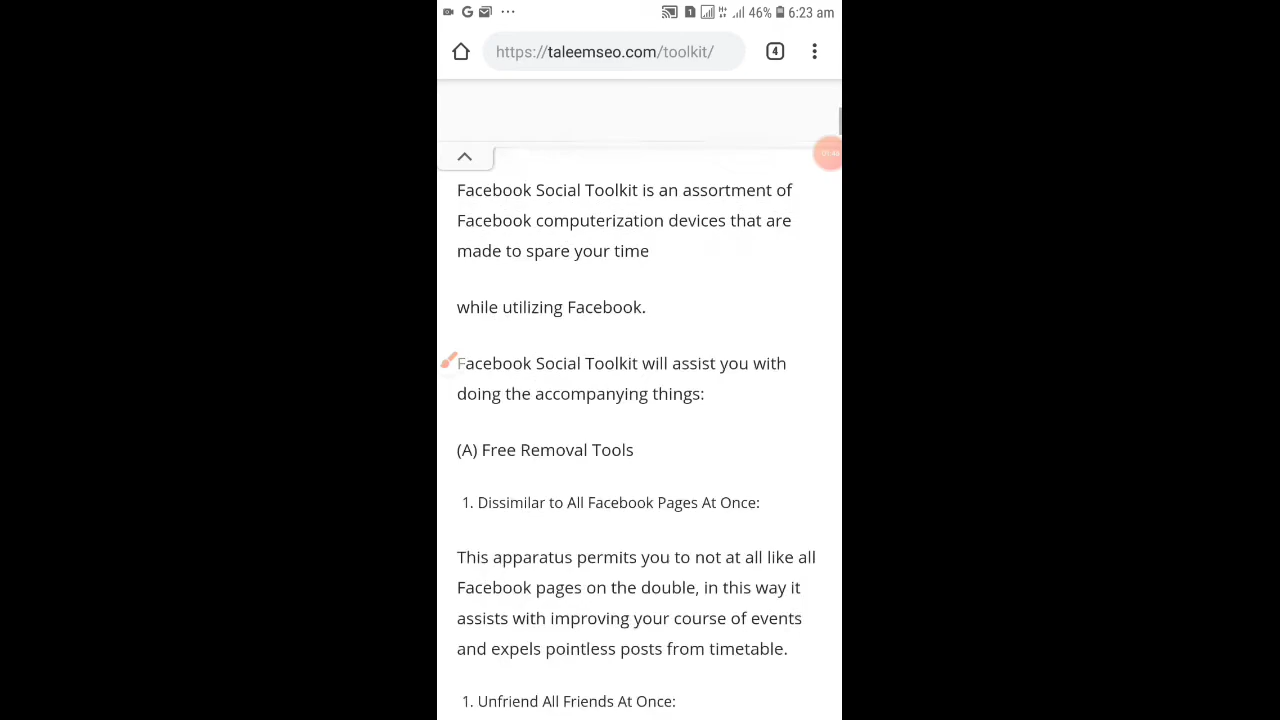 46% 6:23 am
https://taleemseo.com/toolkit/
4
Facebook Social Toolkit is an assortment of
Facebook computerization devices that are
made to spare your time
while utilizing Facebook.
Facebook Social Toolkit will assist you with
doing the accompanying things:
(A) Free Removal Tools
1. Dissimilar to All Facebook Pages At Once:
This apparatus permits you to not at all like all
Facebook pages on the double, in this way it
assists with improving your course of events
and expels pointless posts from timetable.
1. Unfriend All Friends At Once: